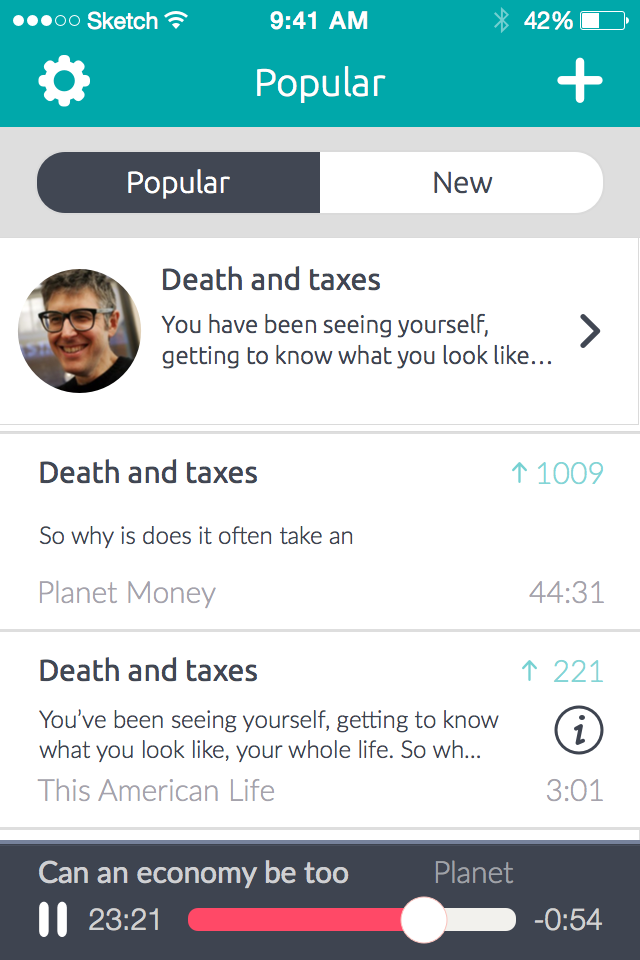 Sketch 9:41 AM 42%
Popular
Popular New
Death and taxes
You have been seeing yourself,
getting to know what you look like...
Death and taxes ↑ 1009
So why is does it often take an
Planet Money 44:31
Death and taxes ↑ 221
You’ve been seeing yourself, getting to know
what you look like, your whole life. So wh...
i
This American Life 3:01
Can an economy be too Planet
23:21 -0:54